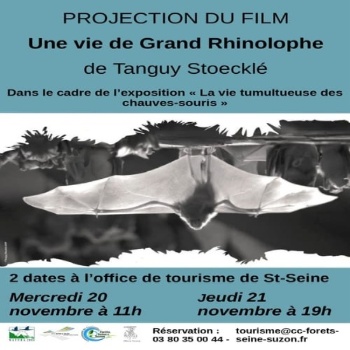 PROJECTION DU FILM
Une vie de Grand Rhinolophe
de Tanguy Stoecklé
Dans le cadre de l'exposition « La vie tumultueuse des
chauves-souris »
2 dates à l'office de tourisme de St-Seine
Mercredi 20
novembre à 11h
Jeudi 21
novembre à 19h
Réservation :
03 80 35 00 44 -
tourisme@cc-forets-
seine-suzon.fr